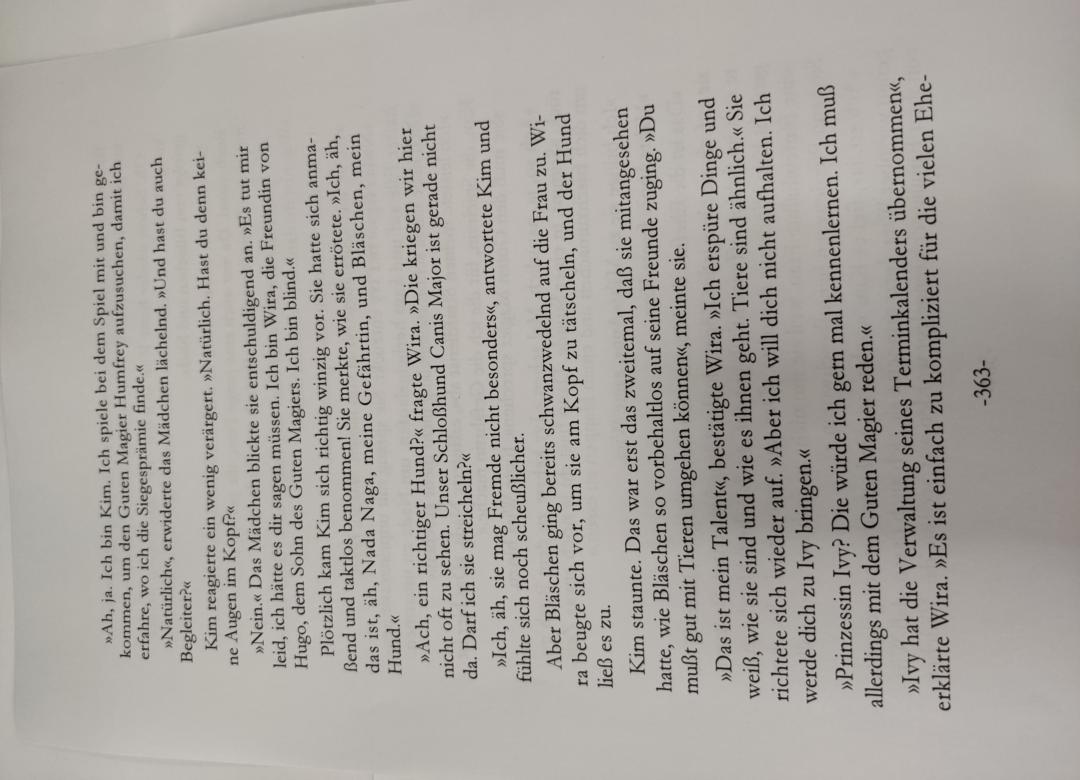 »Ah, ja. Ich bin Kim. Ich spiele bei dem Spiel mit und bin ge-
kommen, um den Guten Magier Humfrey aufzusuchen, damit ich
erfahre, wo ich die Siegesprämie finde.«
»Natürlich«, erwiderte das Mädchen lächelnd. »Und hast du auch
Begleiter?«
Kim reagierte ein wenig verärgert. »Natürlich. Hast du denn kei-
ne Augen im Kopf?«
»Nein.« Das Mädchen blickte sie entschuldigend an. »Es tut mir
leid, ich hätte es dir sagen müssen. Ich bin Wira, die Freundin von
Hugo, dem Sohn des Guten Magiers. Ich bin blind.«
Plötzlich kam Kim sich richtig winzig vor. Sie hatte sich anma-
ßend und taktlos benommen! Sie merkte, wie sie errötete. »Ich, äh,
das ist, äh, Nada Naga, meine Gefährtin, und Bläschen, mein
Hund.«
»Ach, ein richtiger Hund?« fragte Wira. »Die kriegen wir hier
nicht oft zu sehen. Unser Schloßhund Canis Major ist gerade nicht
da. Darf ich sie streicheln?«
»Ich, äh, sie mag Fremde nicht besonders«, antwortete Kim und
fühlte sich noch scheußlicher.
Aber Bläschen ging bereits schwanzwedelnd auf die Frau zu. Wi-
ra beugte sich vor, um sie am Kopf zu tätscheln, und der Hund
ließ es zu.
Kim staunte. Das war erst das zweitemal, daß sie mitangesehen
hatte, wie Bläschen so vorbehaltlos auf seine Freunde zuging. »Du
mußt gut mit Tieren umgehen können«, meinte sie.
»Das ist mein Talent«, bestätigte Wira. »Ich erspüre Dinge und
weiß, wie sie sind und wie es ihnen geht. Tiere sind ähnlich.« Sie
richtete sich wieder auf. »Aber ich will dich nicht aufhalten. Ich
werde dich zu Ivy bringen.«
»Prinzessin Ivy? Die würde ich gern mal kennenlernen. Ich muß
allerdings mit dem Guten Magier reden.«
»Ivy hat die Verwaltung seines Terminkalenders übernommen«,
erklärte Wira. »Es ist einfach zu kompliziert für die vielen Ehe-
-363-